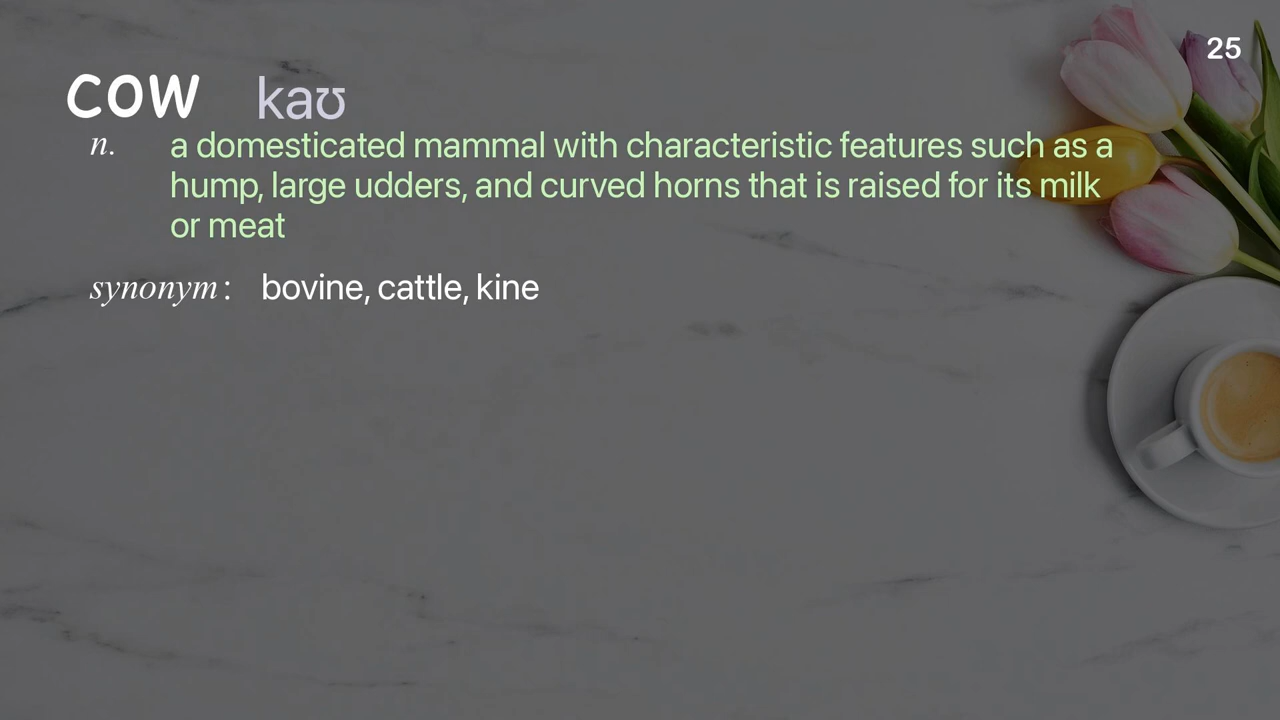 25
cow kaʊ
n. a domesticated mammal with characteristic features such as a
hump, large udders, and curved horns that is raised for its milk
or meat
synonym: bovine, cattle, kine